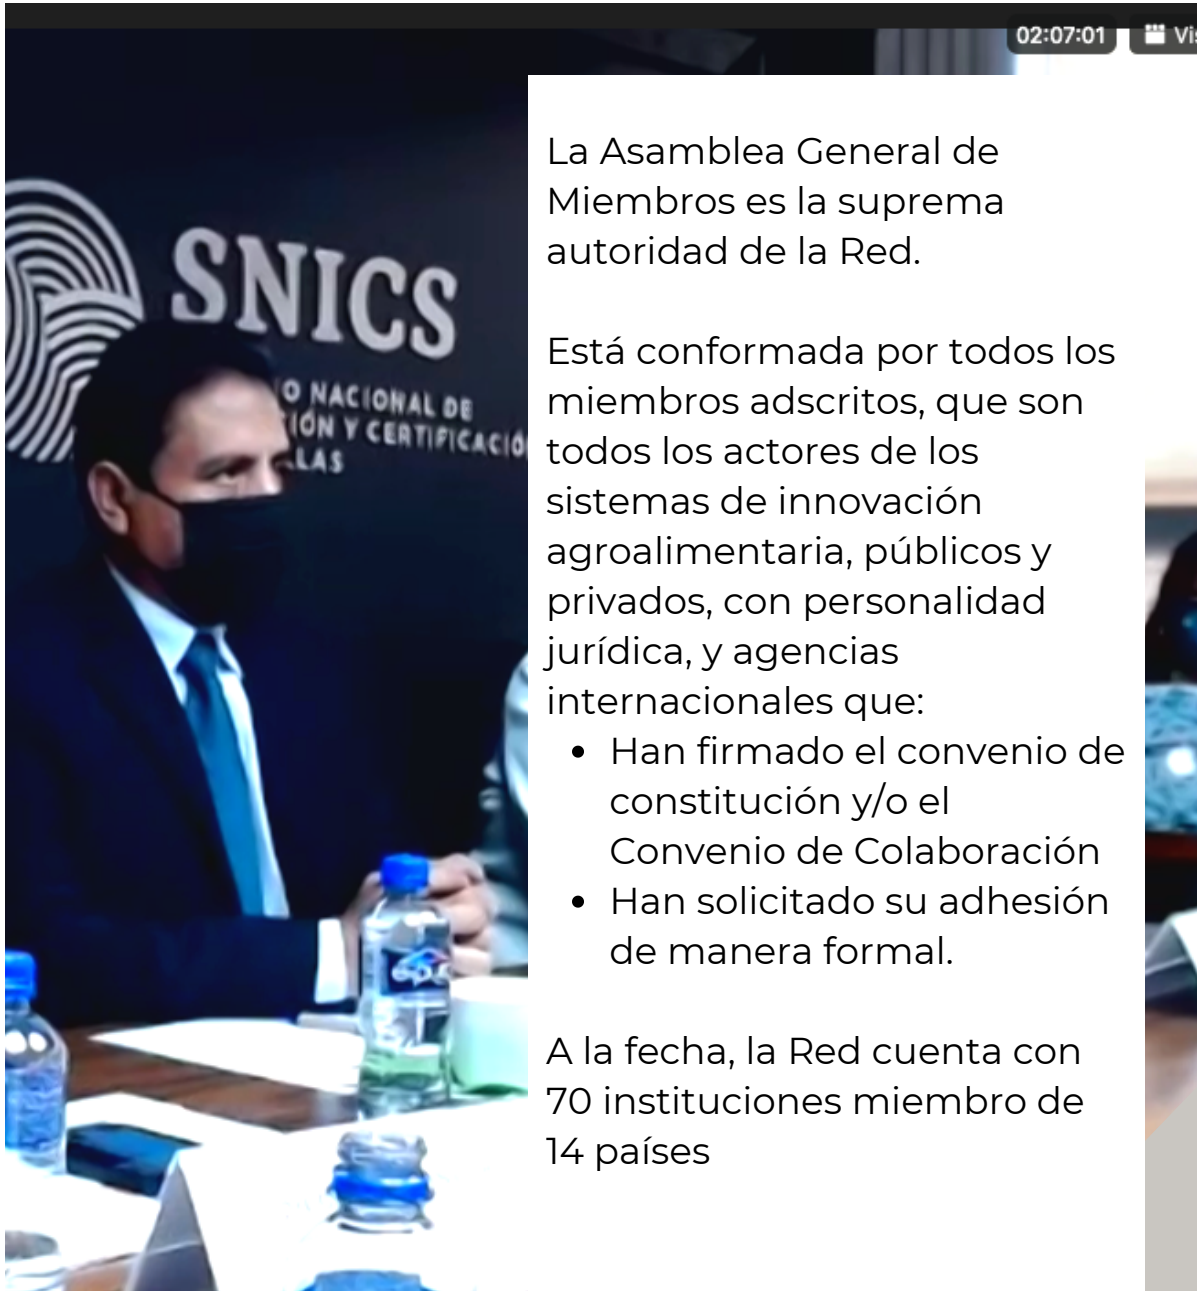 02:07:01
SNICS
NACIONAL DE
Y CERTIFICACIÓ
La Asamblea General de
Miembros es la suprema
autoridad de la Red.
Está conformada por todos los
miembros adscritos, que son
todos los actores de los
sistemas de innovación
agroalimentaria, públicos y
privados, con personalidad
jurídica, y agencias
internacionales que:
• Han firmado el convenio de
constitución y/o el
Convenio de Colaboración
• Han solicitado su adhesión
de manera formal.
A la fecha, la Red cuenta con
70 instituciones miembro de
14 países